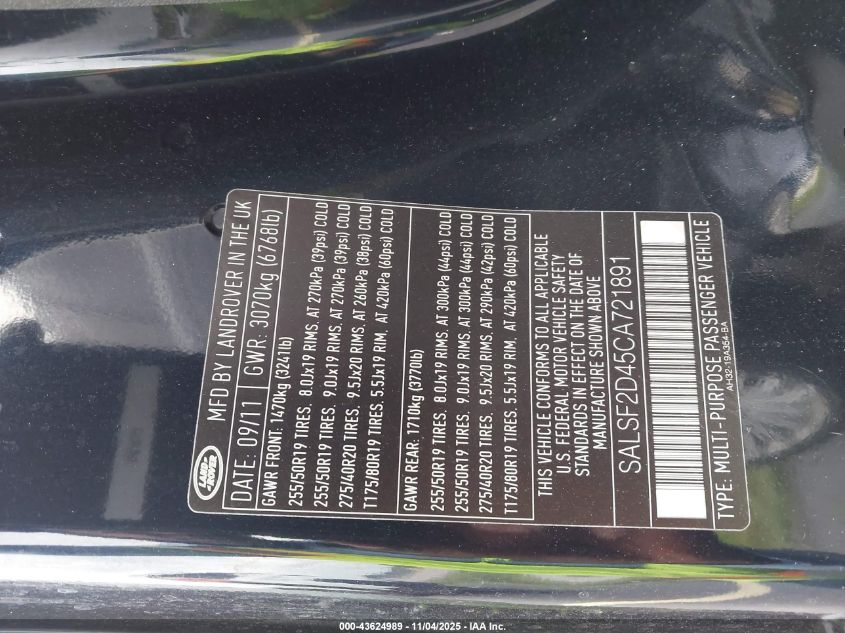 LAND
ROVER
MFD BY LANDROVER IN THE UK
DATE: 09/11 GWR: 3070kg (6768lb)
GAWR FRONT: 1470kg (3241lb)
255/50R19 TIRES, 8.0Jx19 RIMS, AT 270kPa (39psi) COLD
255/50R19 TIRES, 9.0Jx19 RIMS, AT 270kPa (39psi) COLD
275/40R20 TIRES, 9.5Jx20 RIMS, AT 260kPa (38psi) COLD
T175/80R19 TIRES, 5.5Jx19 RIM, AT 420kPa (60psi) COLD
GAWR REAR: 1710kg (3770lb)
255/50R19 TIRES, 8.0Jx19 RIMS, AT 300kPa (44psi) COLD
255/50R19 TIRES, 9.0Jx19 RIMS, AT 300kPa (44psi) COLD
275/40R20 TIRES, 9.5Jx20 RIMS, AT 290kPa (42psi) COLD
T175/80R19 TIRES, 5.5Jx19 RIM, AT 420kPa (60psi) COLD
THIS VEHICLE CONFORMS TO ALL APPLICABLE
U.S. FEDERAL MOTOR VEHICLE SAFETY
STANDARDS IN EFFECT ON THE DATE OF
MANUFACTURE SHOWN ABOVE
SALSF2D45CA721891
TYPE: MULTI-PURPOSE PASSENGER VEHICLE
AH32-19A354-BA
000-43624989 - 11/04/2025 - IAA Inc.